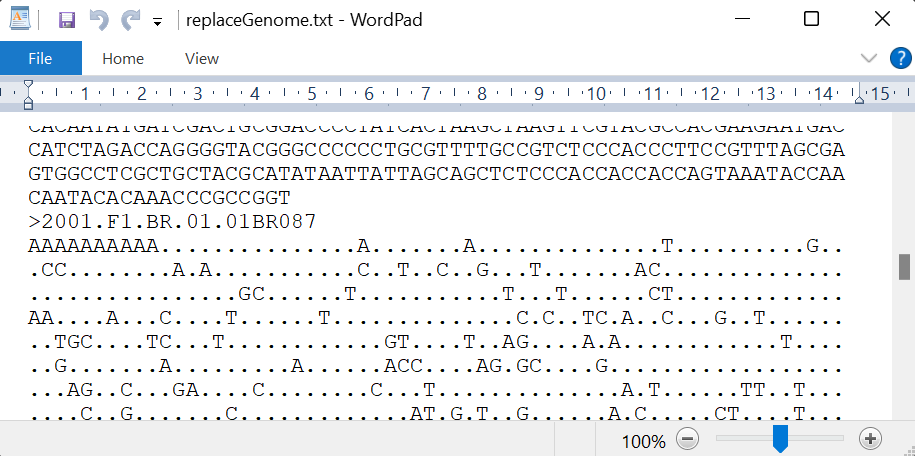 replaceGenome.txt - WordPad
File Home View ?
1 2 3 4 5 6 7 8 9 10 11 12 13 14 15
CATCTAGACCAGGGGTACGGGCCCCCCTGCGTTTTGCCGTCTCCCACCCTTCCGTTTAGCGA
GTGGCCTCGCTGCTACGCATATAATTATTAGCAGCTCTCCCACCACCACCAGTAAATACCAA
CAATACACAAACCCGCCGGT
>2001.F1.BR.01.01BR087
AAAAAAAAAA...............A.......A..............T..........G..
.CC........A.A...........C..T..C..G...T.......AC..............
................GC......T...........T...T......CT.............
AA....A...C....T......T..............C.C..TC.A..C...G..T......
..TGC....TC...T............GT....T..AG....A.A............T....
..G.......A.........A......ACC....AG.GC....G..................
...AG..C...GA....C........C...T..............A.T......TT..T...
....C..G.......C.............AT.G.T..G......A.C.....CT....T...
100%